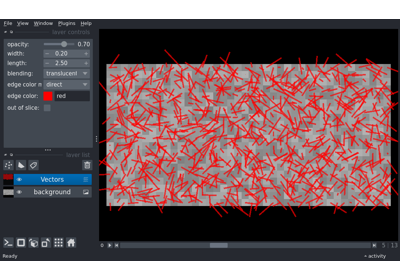 File View Window Plugins Help
layer controls
opacity: 0.70
width: 0.20
length: 2.50
blending: translucent
edge color m direct
edge color: red
out of slice:
layer list
Vectors
background
0 5 13
Ready activity